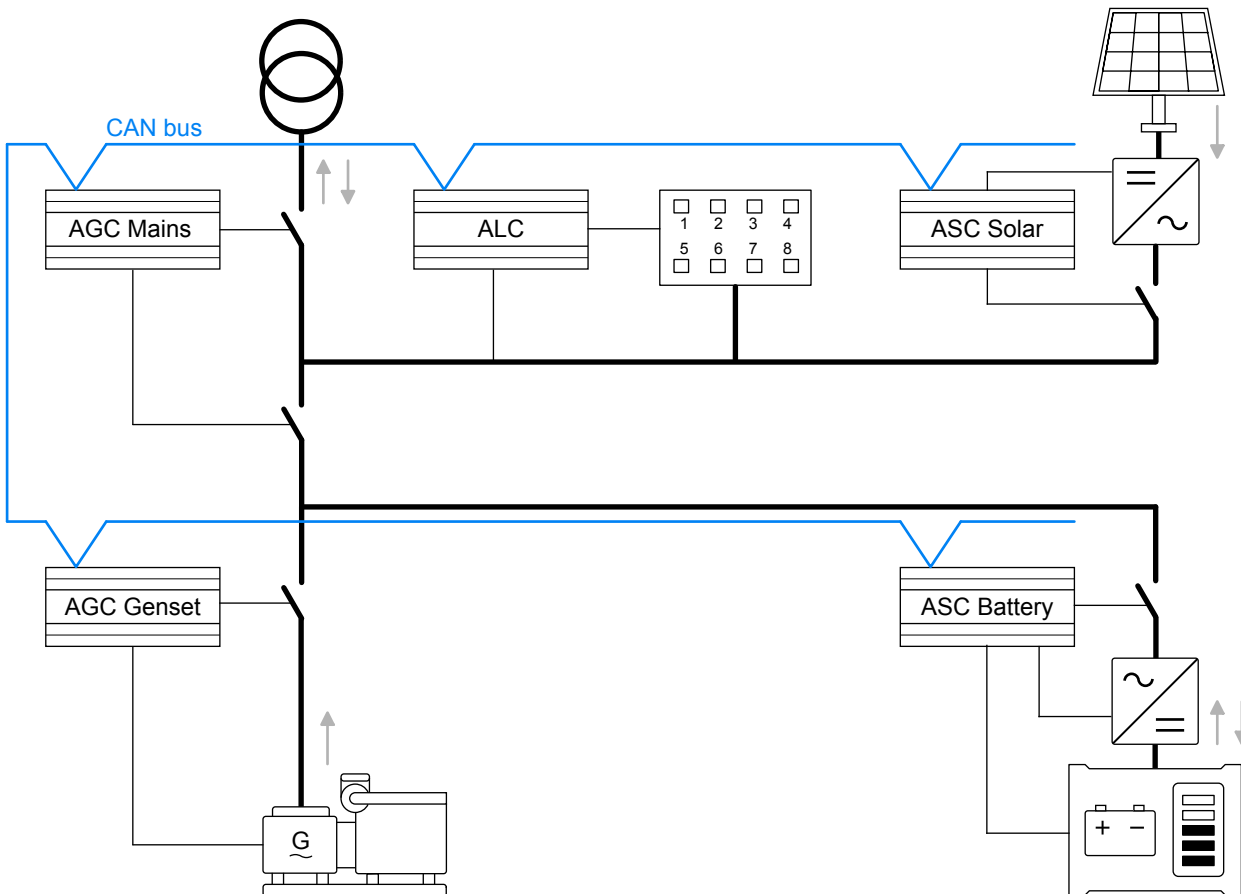 CAN bus
AGC Mains
ALC
1 2 3 4
5 6 7 8
ASC Solar
AGC Genset
ASC Battery
G
+ −